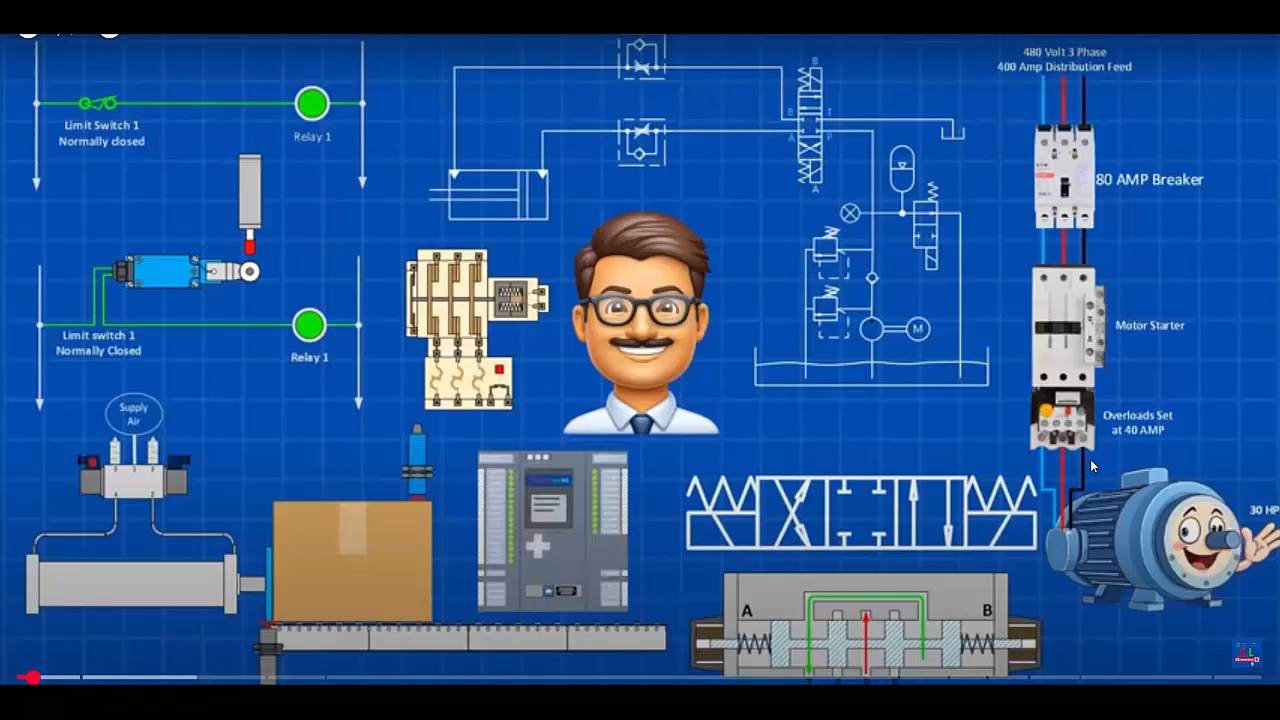 480 Volt 3 Phase
400 Amp Distribution Feed
Limit Switch 1
Normally closed
Relay 1
B
B
T
A
P
A
80 AMP Breaker
M
Limit switch 1
Normally Closed
Relay 1
Motor Starter
Supply
Air
Overloads Set
at 40 AMP
30 HP
A
B